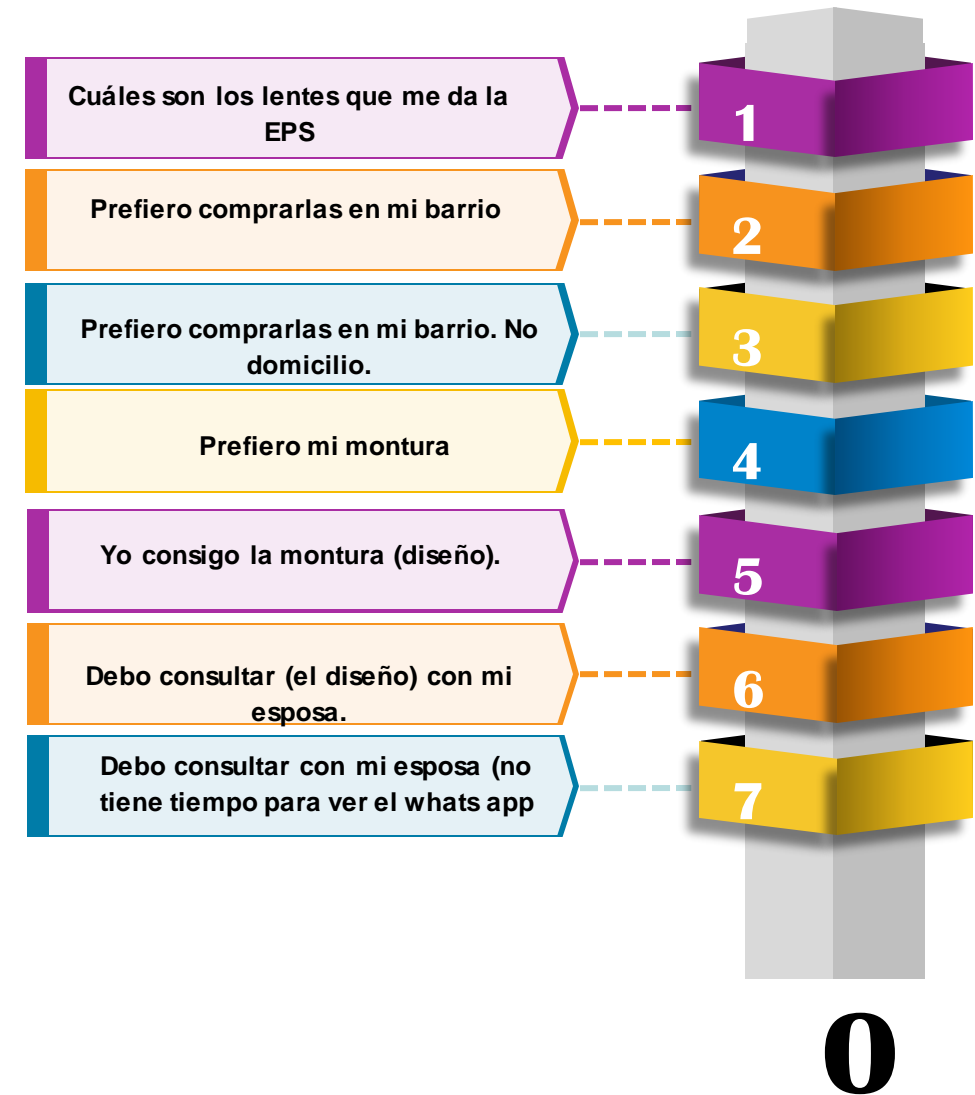 Cuáles son los lentes que me da la
EPS
1
Prefiero comprarlas en mi barrio
2
Prefiero comprarlas en mi barrio. No
domicilio.
3
Prefiero mi montura
4
Yo consigo la montura (diseño).
5
Debo consultar (el diseño) con mi
esposa.
6
Debo consultar con mi esposa (no
tiene tiempo para ver el whats app
7
0